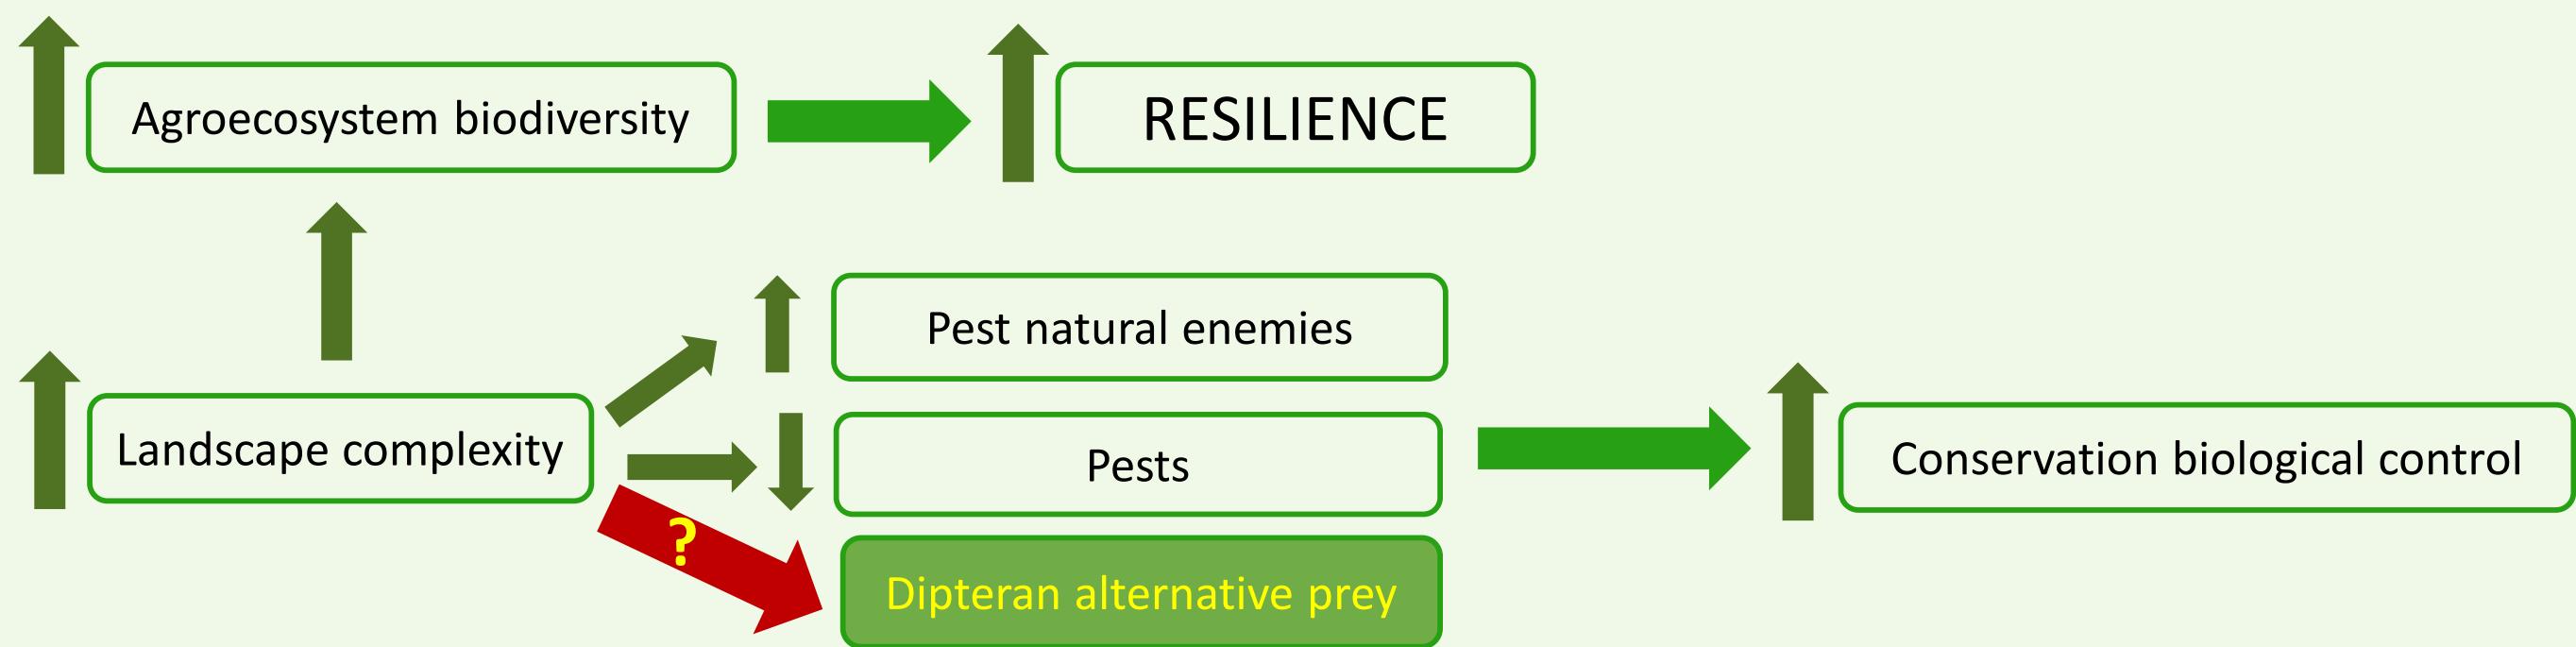 Agroecosystem biodiversity
RESILIENCE
Pest natural enemies
Landscape complexity
Pests
Conservation biological control
?
Dipteran alternative prey